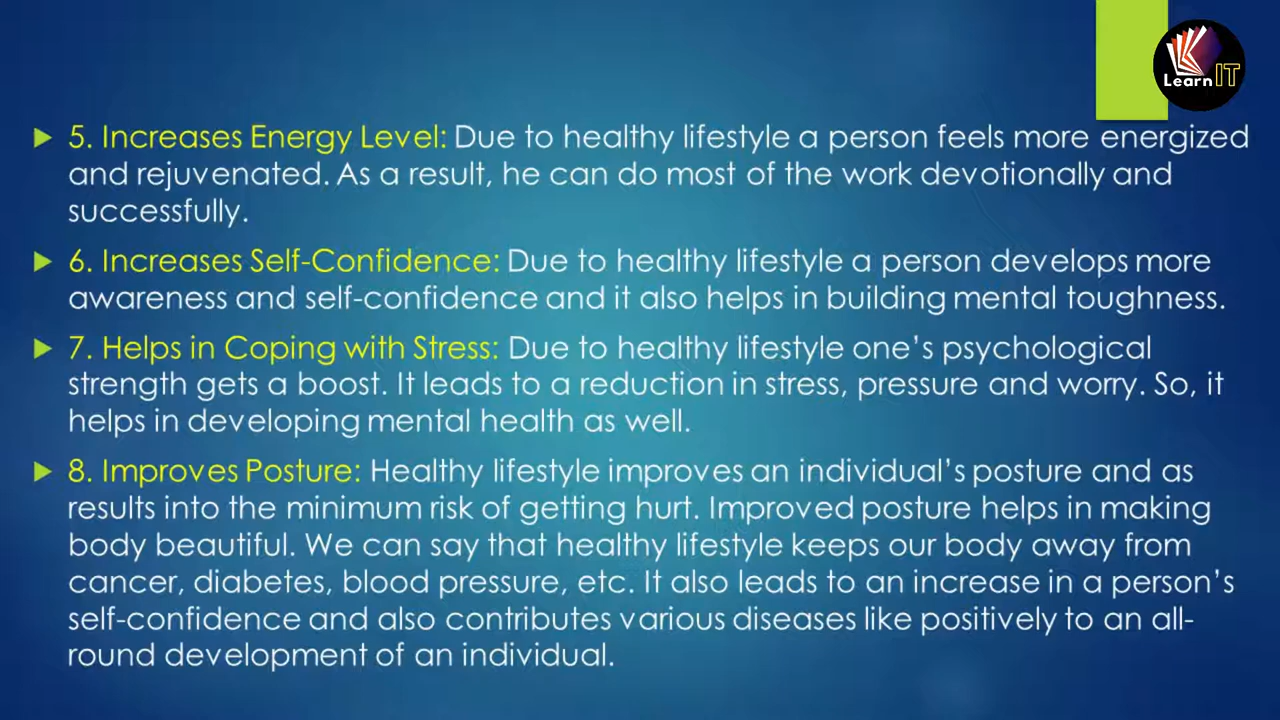 Learn IT
5. Increases Energy Level: Due to healthy lifestyle a person feels more energized
and rejuvenated. As a result, he can do most of the work devotionally and
successfully.
6. Increases Self-Confidence: Due to healthy lifestyle a person develops more
awareness and self-confidence and it also helps in building mental toughness.
7. Helps in Coping with Stress: Due to healthy lifestyle one's psychological
strength gets a boost. It leads to a reduction in stress, pressure and worry. So, it
helps in developing mental health as well.
8. Improves Posture: Healthy lifestyle improves an individual's posture and as
results into the minimum risk of getting hurt. Improved posture helps in making
body beautiful. We can say that healthy lifestyle keeps our body away from
cancer, diabetes, blood pressure, etc. It also leads to an increase in a person's
self-confidence and also contributes various diseases like positively to an all-
round development of an individual.